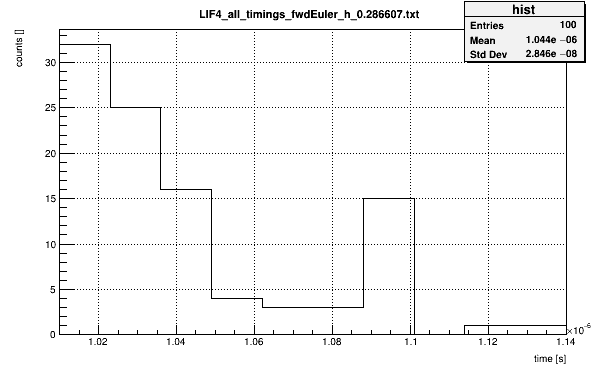 LIF4_all_timings_fwdEuler_h_0.286607.txt
hist
Entries 100
Mean 1.044e −06
Std Dev 2.846e −08
counts []
30
25
20
15
10
5
0
1.02 1.04 1.06 1.08 1.1 1.12 1.14
×10−6
time [s]